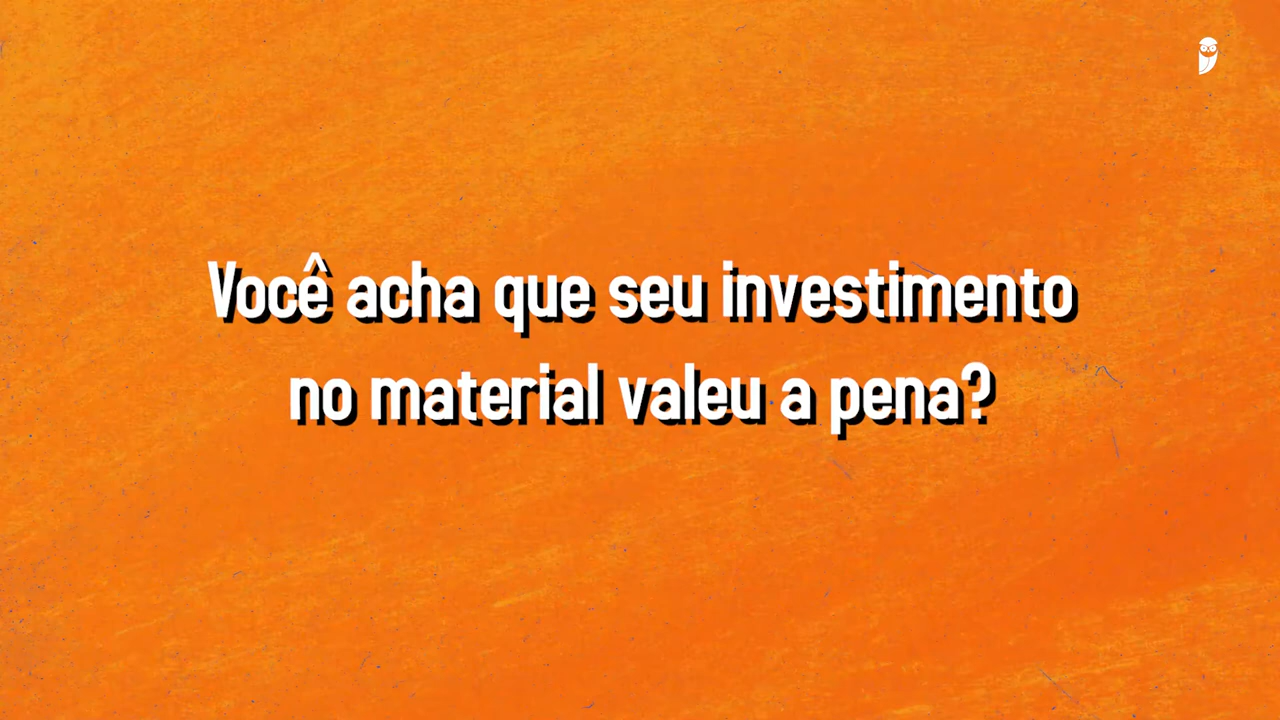 Você acha que seu investimento
no material valeu a pena?